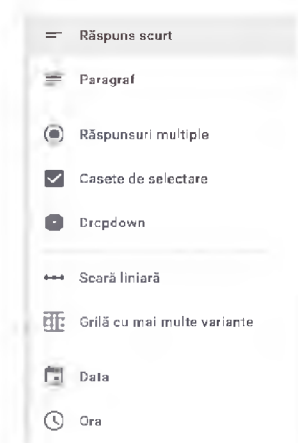 Răspuns scurt
Paragraf
Răspunsuri multiple
Casete de selectare
Dropdown
Scară liniară
Grilă cu mai multe variante
Data
Ora